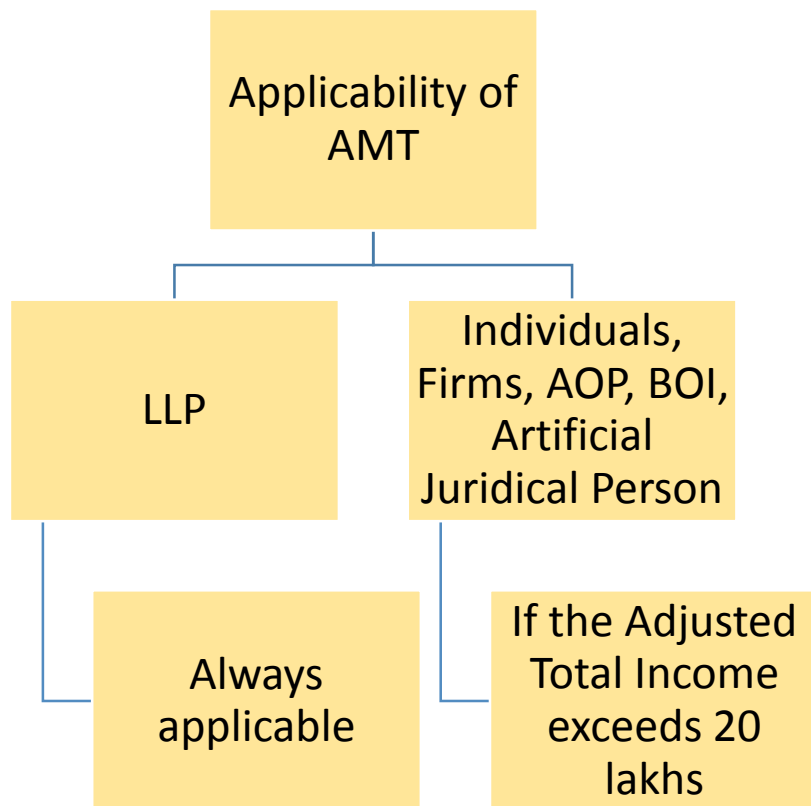 Applicability of
AMT
LLP
Individuals,
Firms, AOP, BOI,
Artificial
Juridical Person
Always
applicable
If the Adjusted
Total Income
exceeds 20
lakhs